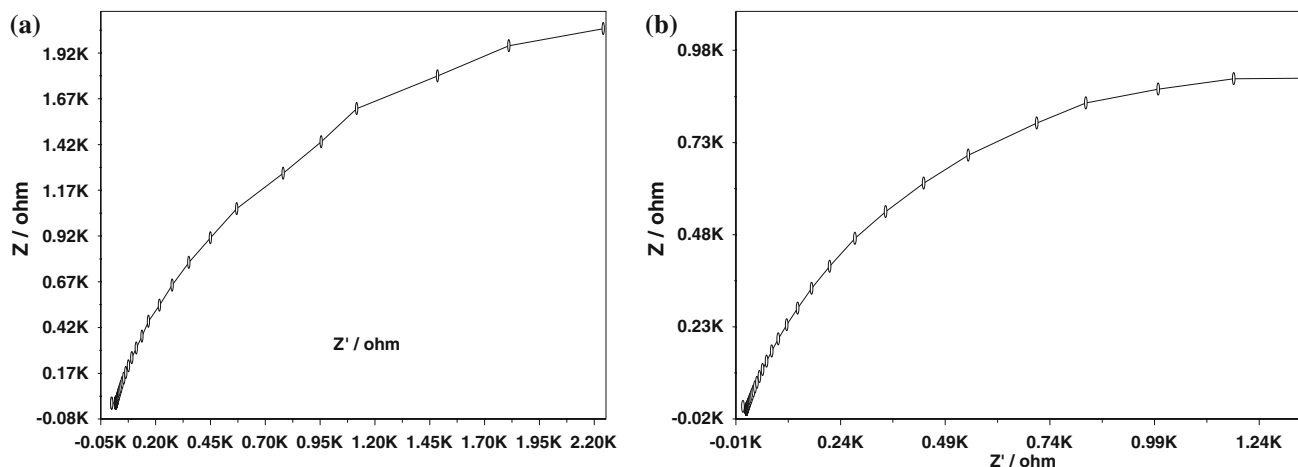 (a)
1.92K
1.67K
1.42K
1.17K
0.92K
0.67K
0.42K
0.17K
-0.08K
Z / ohm
Z' / ohm
-0.05K 0.20K 0.45K 0.70K 0.95K 1.20K 1.45K 1.70K 1.95K 2.20K
(b)
0.98K
0.73K
0.48K
0.23K
-0.02K
Z / ohm
-0.01K 0.24K 0.49K 0.74K 0.99K 1.24K
Z' / ohm